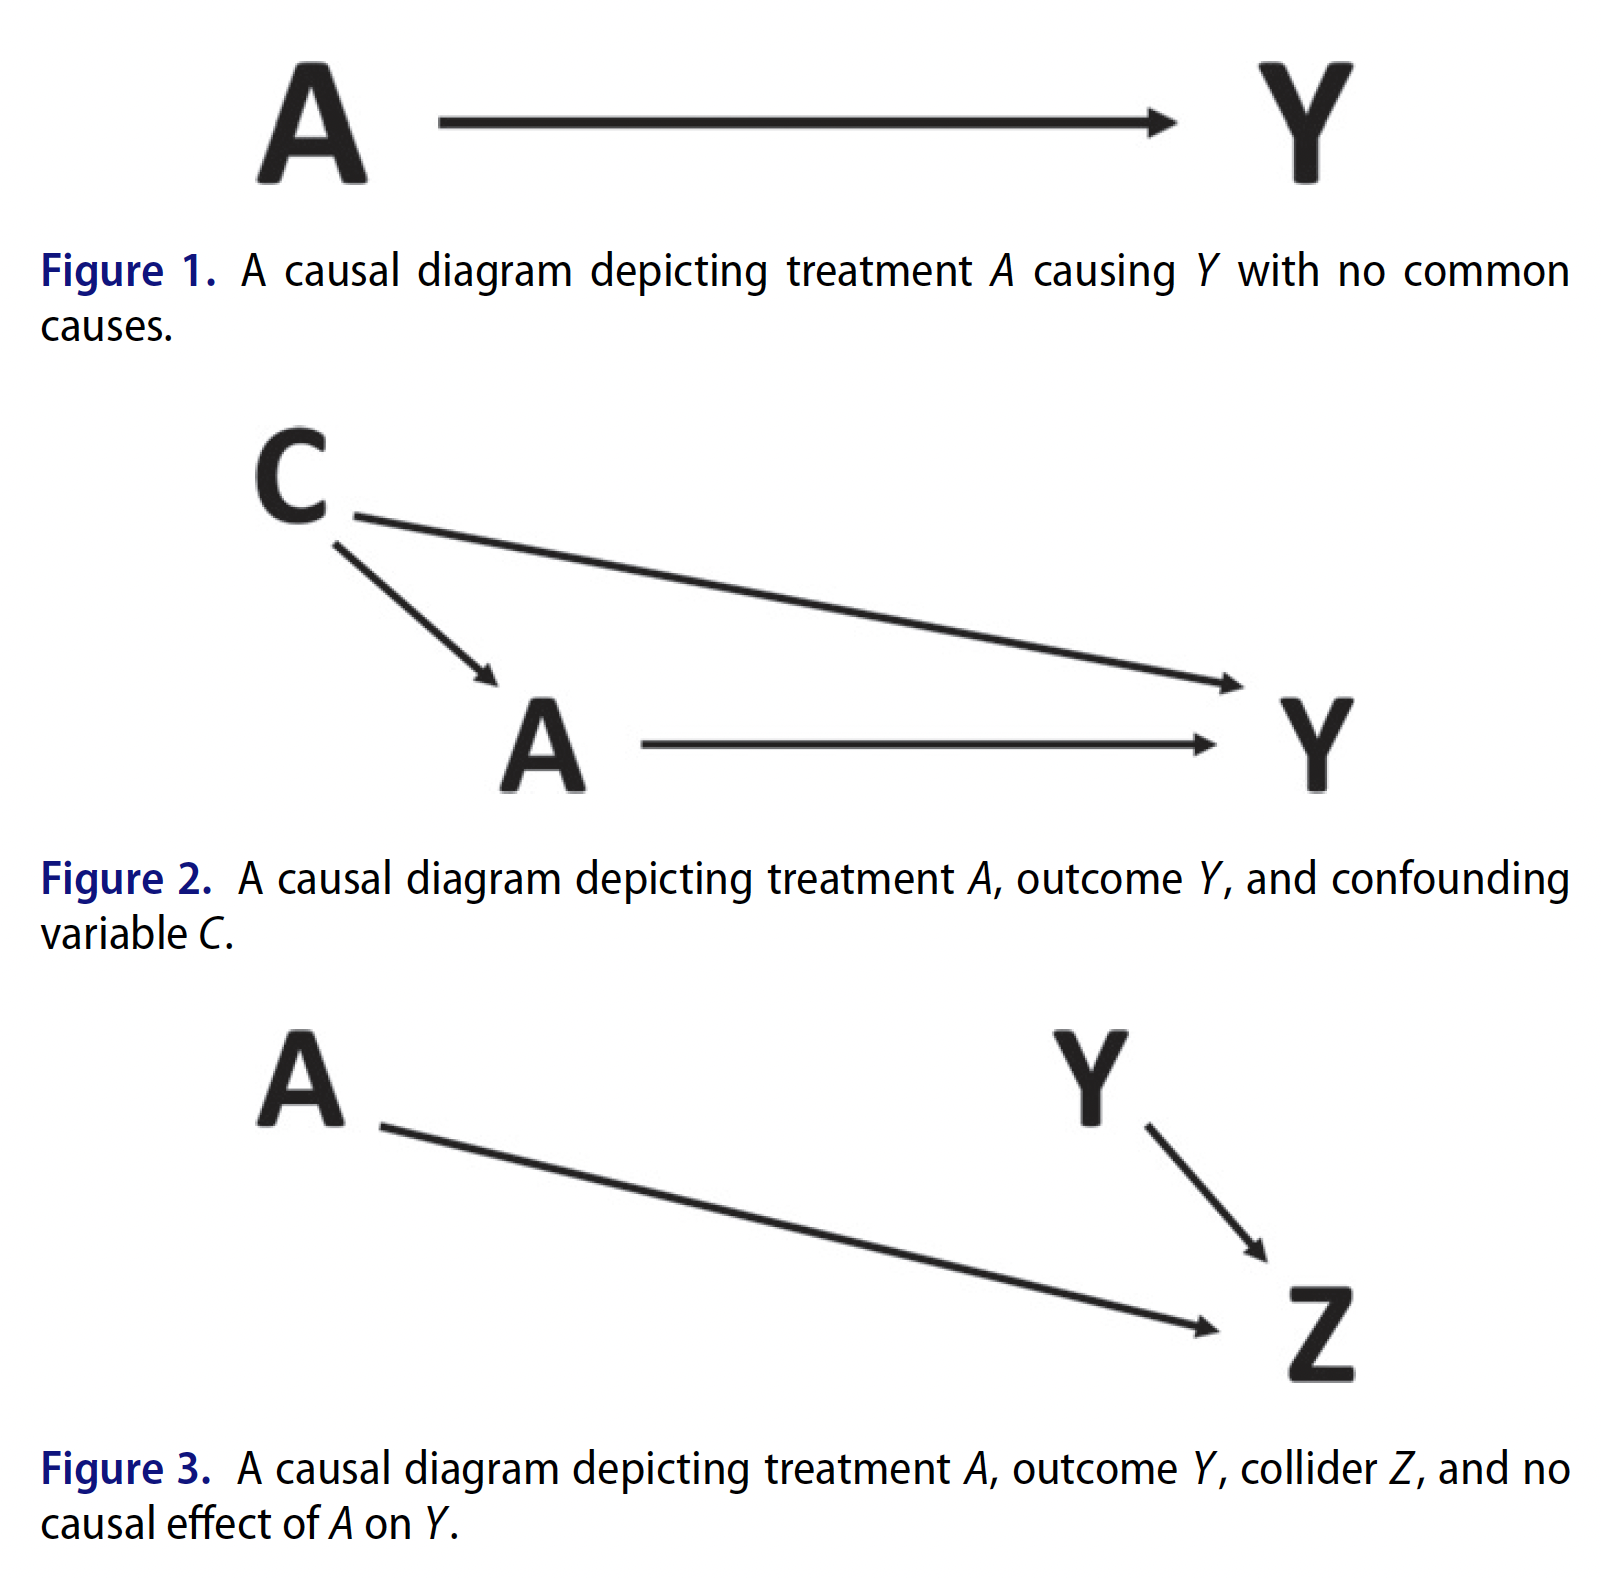 A Y
Figure 1. A causal diagram depicting treatment A causing Y with no common
causes.
C
A Y
Figure 2. A causal diagram depicting treatment A, outcome Y, and confounding
variable C.
A Y
Z
Figure 3. A causal diagram depicting treatment A, outcome Y, collider Z, and no
causal effect of A on Y.